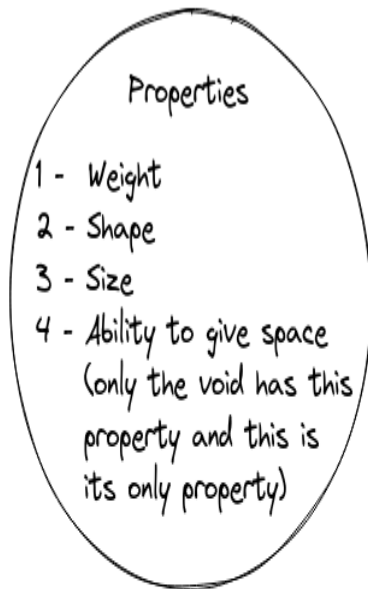 Properties
1 - Weight
2 - Shape
3 - Size
4 - Ability to give space
(only the void has this
property and this is
its only property)